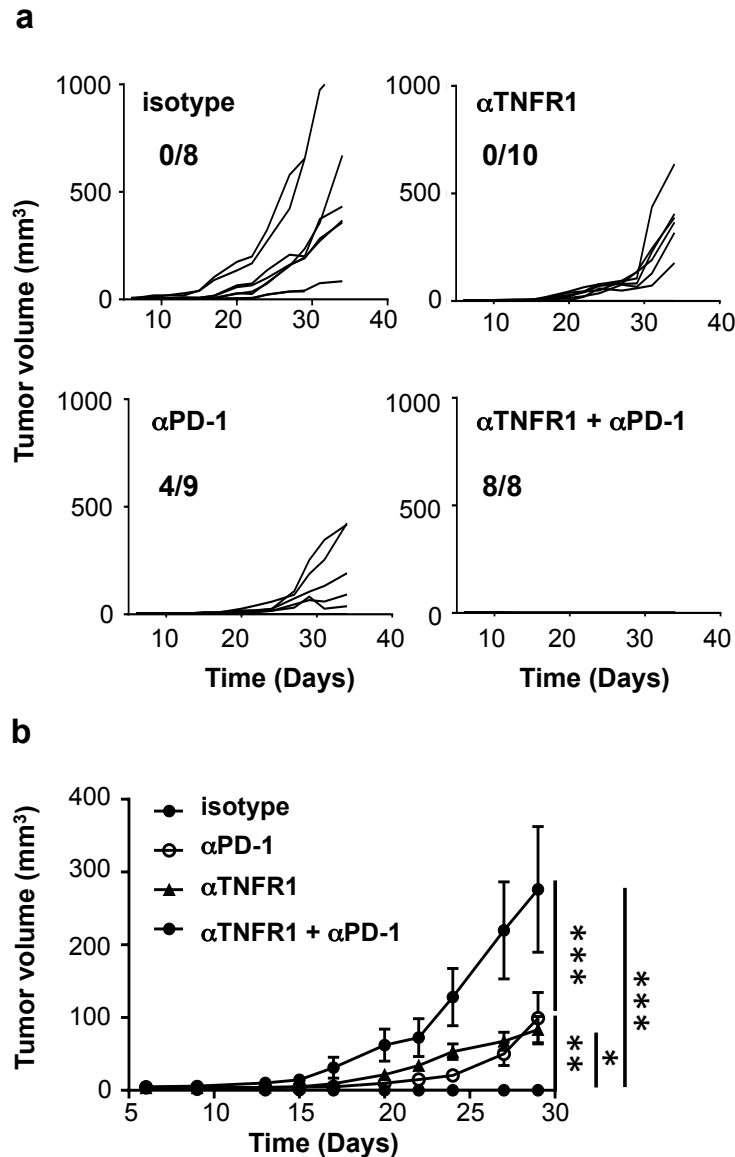 a
isotype
0/8
αTNFR1
0/10
1000
500
0
10 20 30 40
1000
500
0
10 20 30 40
Tumor volume (mm³)
αPD-1
4/9
αTNFR1 + αPD-1
8/8
1000
500
0
10 20 30 40
1000
500
0
10 20 30 40
Time (Days) Time (Days)
b
400
300
200
100
0
Tumor volume (mm³)
isotype
αPD-1
αTNFR1
αTNFR1 + αPD-1
***
**
*
***
5 10 15 20 25 30
Time (Days)